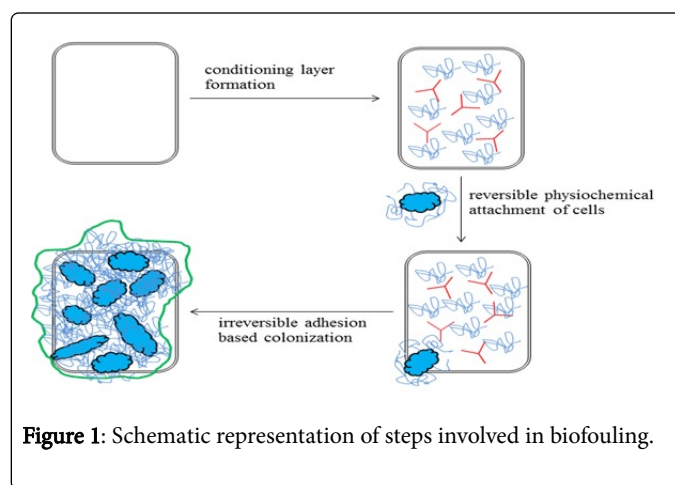 conditioning layer
formation
reversible physiochemical
attachment of cells
irreversible adhesion
based colonization
Figure 1: Schematic representation of steps involved in biofouling.